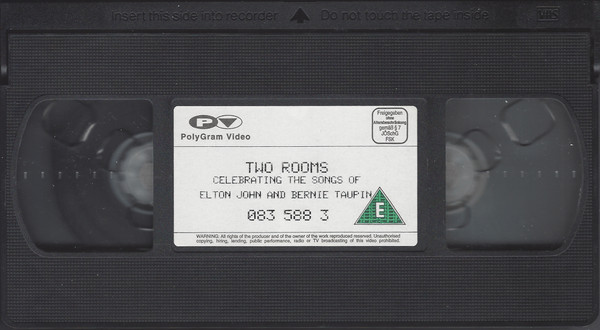 Insert this side into recorder ▲ Do not touch the tape inside
VHS
PV
PolyGram Video
Freigegeben
ohne
Altersbeschränkung
gemäß § 7
JÖSchG
FSK
TWO ROOMS
CELEBRATING THE SONGS OF
ELTON JOHN AND BERNIE TAUPIN
E
083 588 3
WARNING: All rights of the producer and of the owner of the work reproduced reserved. Unauthorised
copying, hiring, lending, public performance, radio or TV broadcasting of this video prohibited.